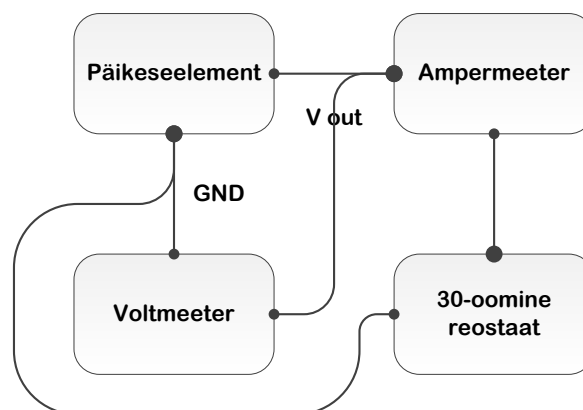 Päikeseelement
Ampermeeter
V out
GND
Voltmeeter
30-oomine
reostaat